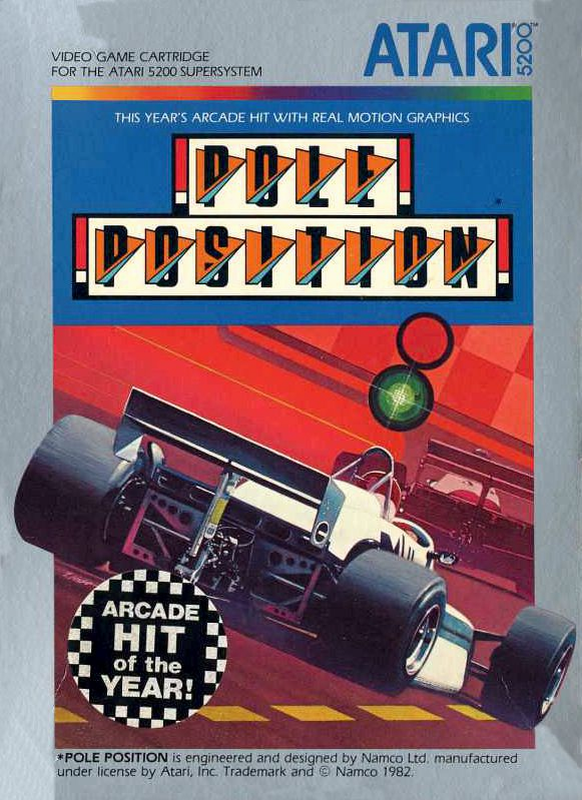 VIDEO GAME CARTRIDGE
FOR THE ATARI 5200 SUPERSYSTEM
ATARI® 5200™
THIS YEAR'S ARCADE HIT WITH REAL MOTION GRAPHICS
POLE
POSITION*
ARCADE
HIT
of the
YEAR!
*POLE POSITION is engineered and designed by Namco Ltd. manufactured
under license by Atari, Inc. Trademark and © Namco 1982.